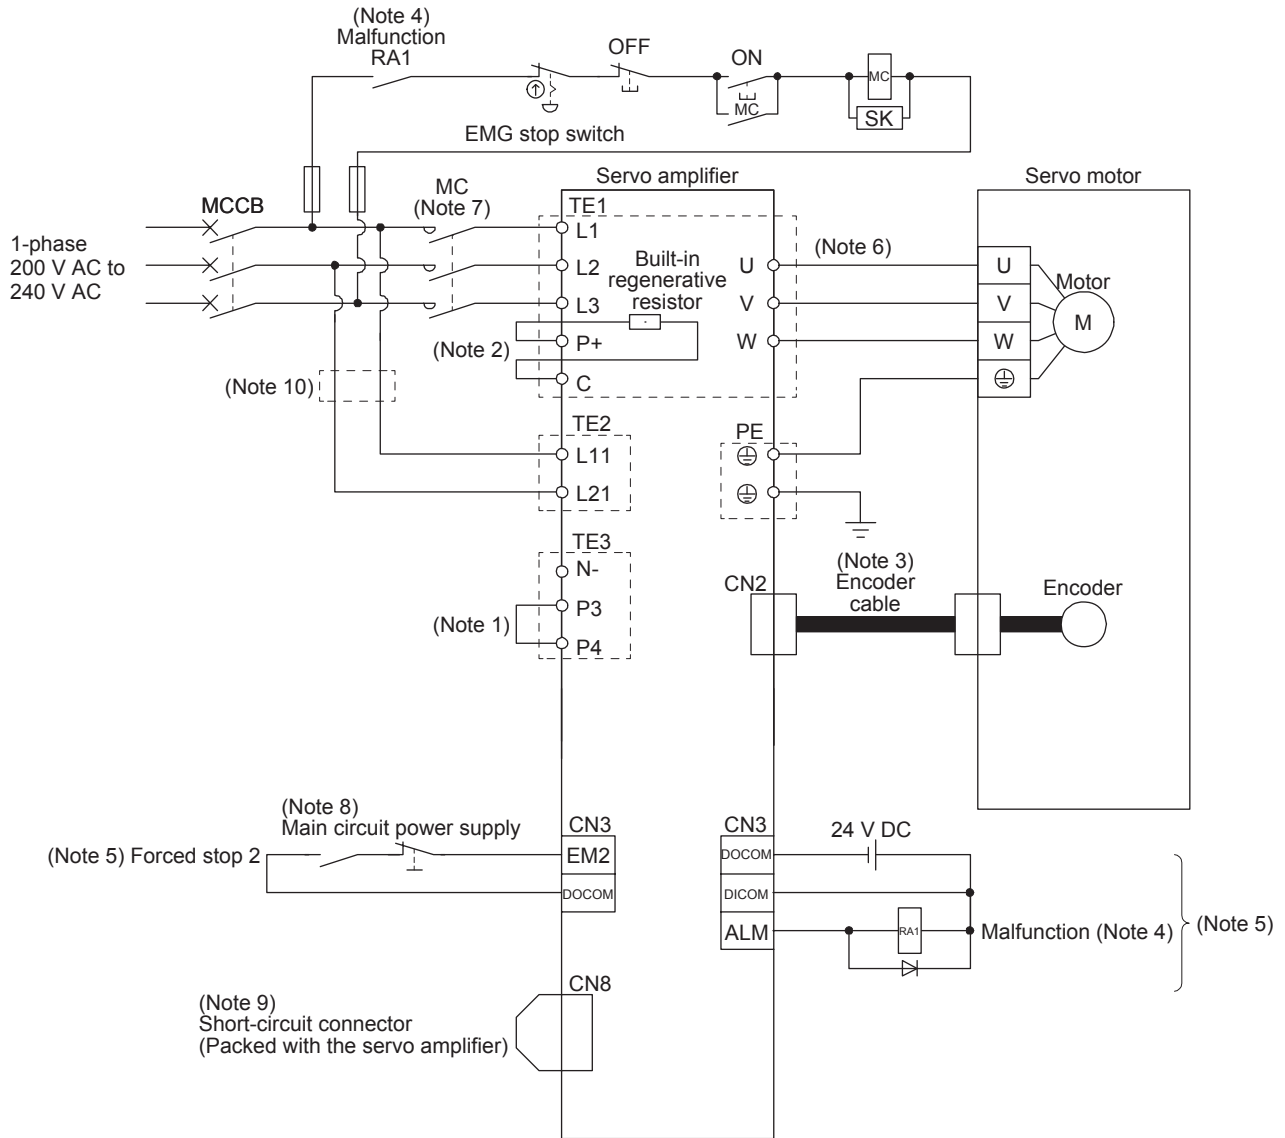 (Note 4)
Malfunction
RA1
OFF
ON
MC
MC
SK
EMG stop switch
Servo amplifier
Servo motor
MCCB
MC
(Note 7)
TE1
1-phase
200 V AC to
240 V AC
L1
L2
L3
P+
C
Built-in
regenerative
resistor
U
V
W
(Note 6)
U
V
W
Motor
M
(Note 2)
(Note 10)
TE2
L11
L21
PE
TE3
N-
P3
P4
(Note 1)
CN2
(Note 3)
Encoder
cable
Encoder
(Note 8)
Main circuit power supply
(Note 5) Forced stop 2
CN3
EM2
DOCOM
CN3
DOCOM
DICOM
ALM
24 V DC
RA1
Malfunction (Note 4)
(Note 5)
(Note 9)
Short-circuit connector
(Packed with the servo amplifier)
CN8